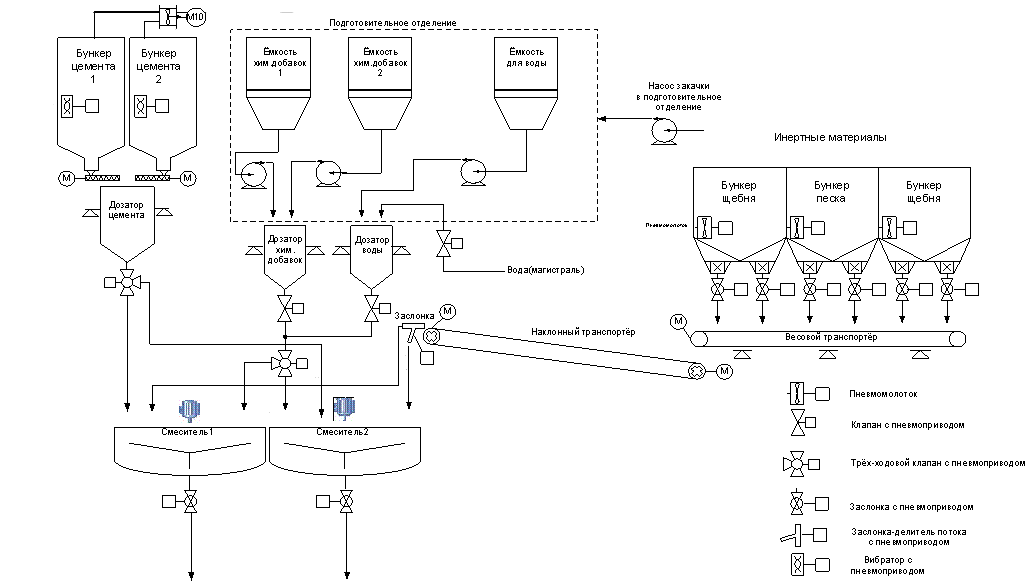 Подготовительное отделение
М10
Бункер
цемента
1
Бункер
цемента
2
Ёмкость
хим.добавок
1
Ёмкость
хим.добавок
2
Ёмкость
для воды
Насос закачки
в подготовительное
отделение
Инертные материалы
М
М
Дозатор
цемента
Бункер
щебня
Бункер
песка
Бункер
щебня
Пневмомолоток
Дозатор
хим.
добавок
Дозатор
воды
Вода(магистраль)
Заслонка
М
Наклонный транспортёр
М
М
Весовой транспортёр
Пневмомолоток
Клапан с пневмоприводом
Трёх-ходовой клапан с пневмоприводом
Заслонка с пневмоприводом
Заслонка-делитель потока
с пневмоприводом
Вибратор с
пневмоприводом
Смеситель1
Смеситель2